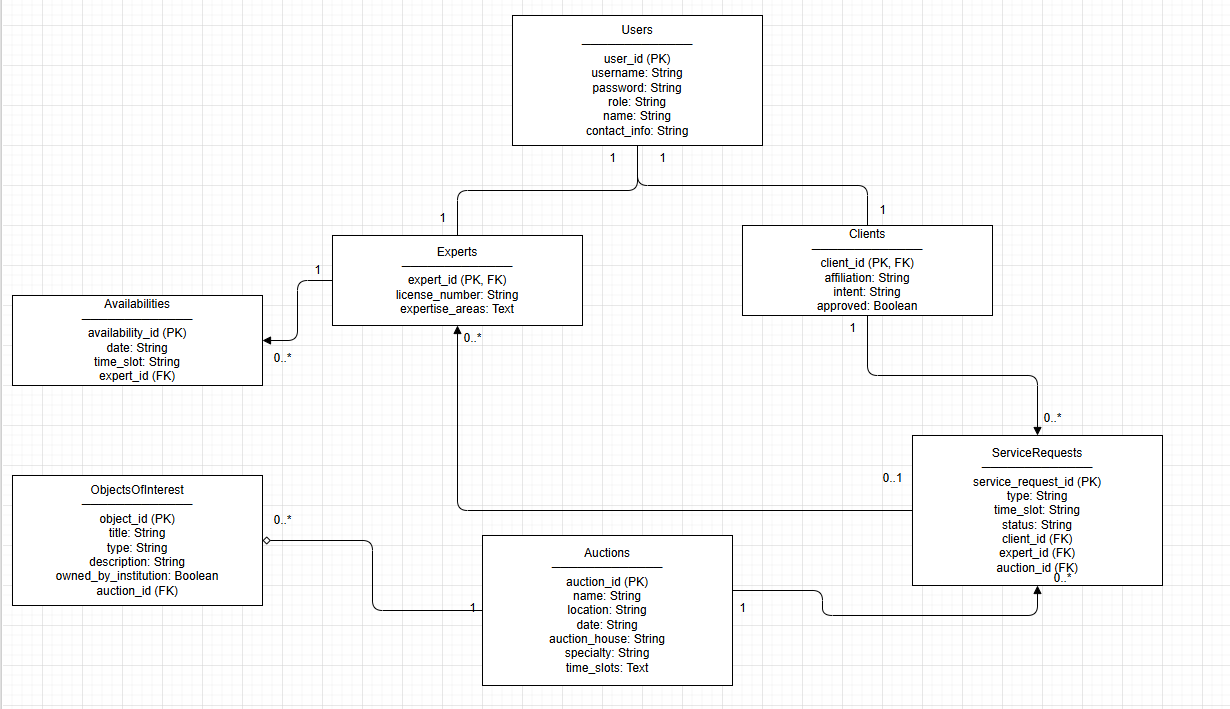 Users
user_id (PK)
username: String
password: String
role: String
name: String
contact_info: String
1
1
1
1
Experts
expert_id (PK, FK)
license_number: String
expertise_areas: Text
Clients
client_id (PK, FK)
affiliation: String
intent: String
approved: Boolean
1
0..*
Availabilities
availability_id (PK)
date: String
time_slot: String
expert_id (FK)
0..*
1
0..*
0..1
ServiceRequests
service_request_id (PK)
type: String
time_slot: String
status: String
client_id (FK)
expert_id (FK)
auction_id (FK)
0..*
ObjectsOfInterest
object_id (PK)
title: String
type: String
description: String
owned_by_institution: Boolean
auction_id (FK)
0..*
1
Auctions
auction_id (PK)
name: String
location: String
date: String
auction_house: String
specialty: String
time_slots: Text
1